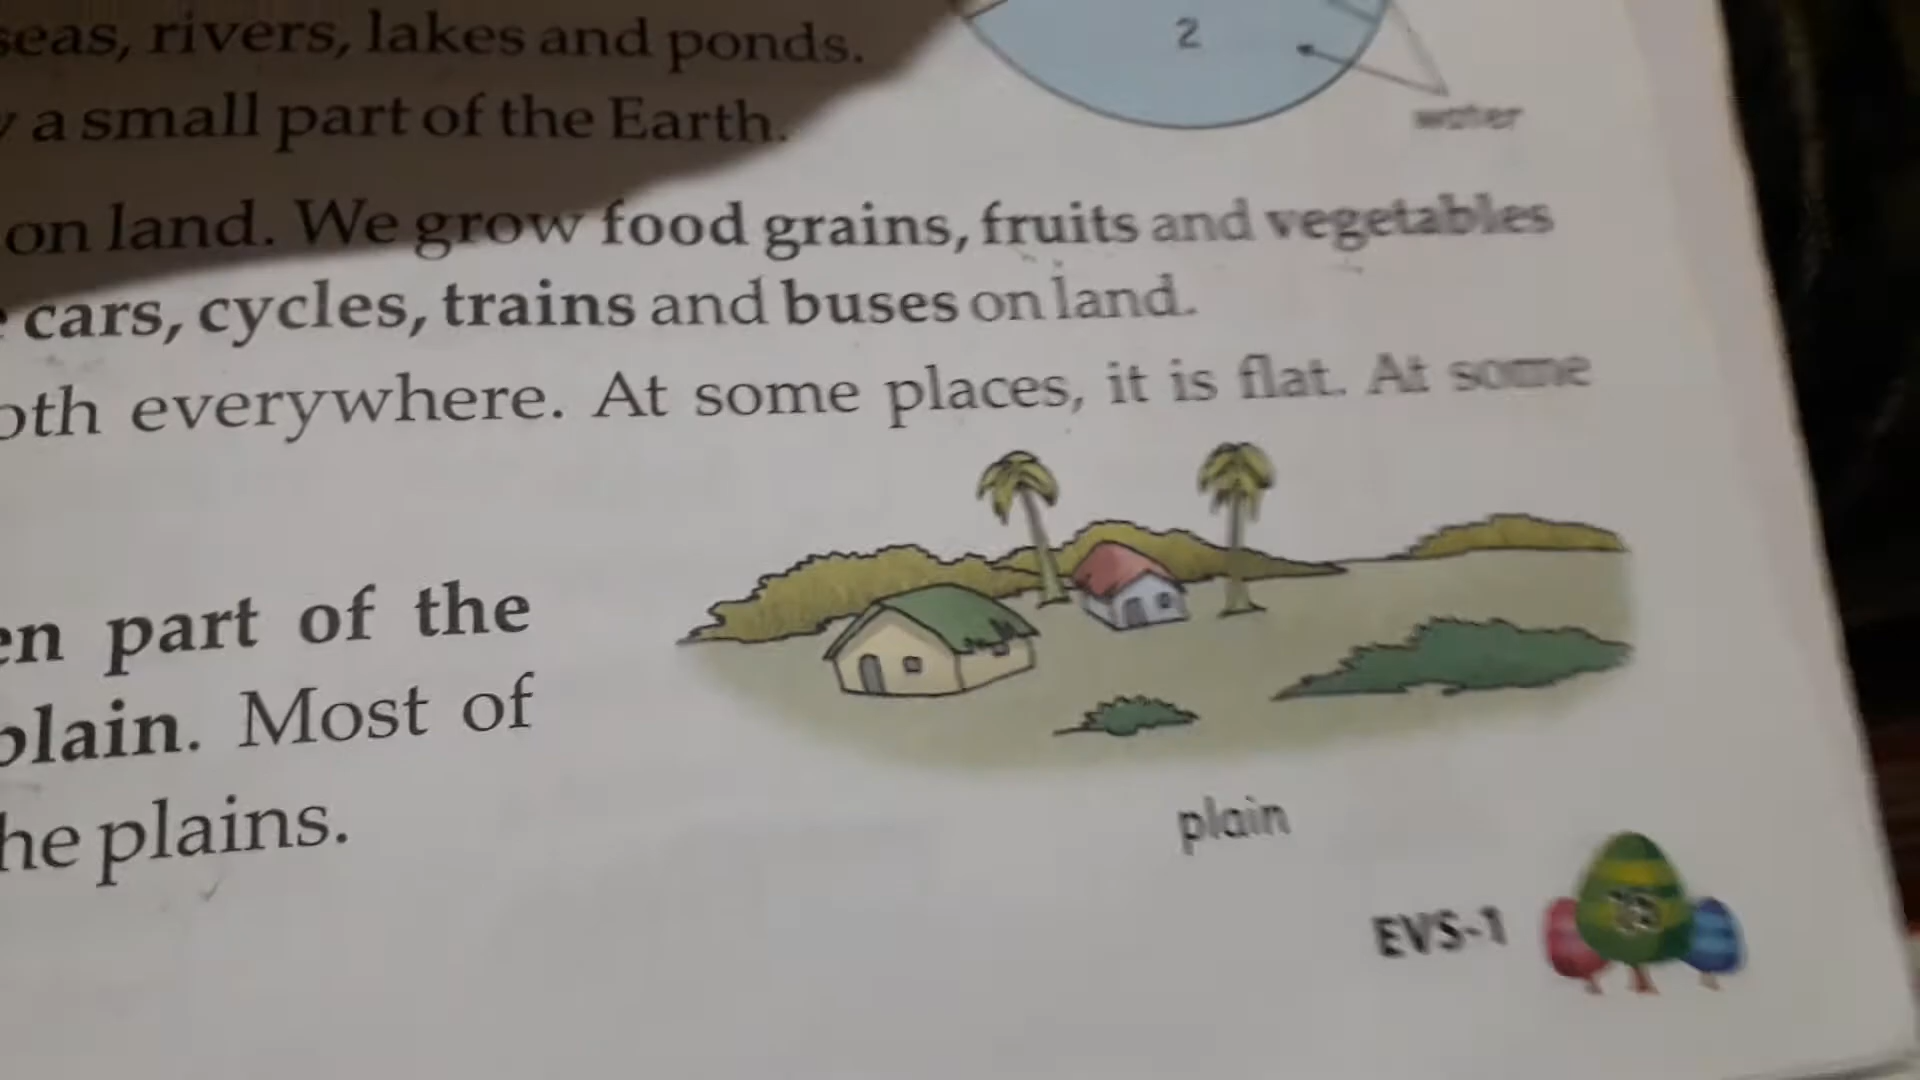 seas, rivers, lakes and ponds.
a small part of the Earth.
2
water
on land. We grow food grains, fruits and vegetables
cars, cycles, trains and buses on land.
everywhere. At some places, it is flat. At some
part of the
plain. Most of
plains.
plain
EVS-1